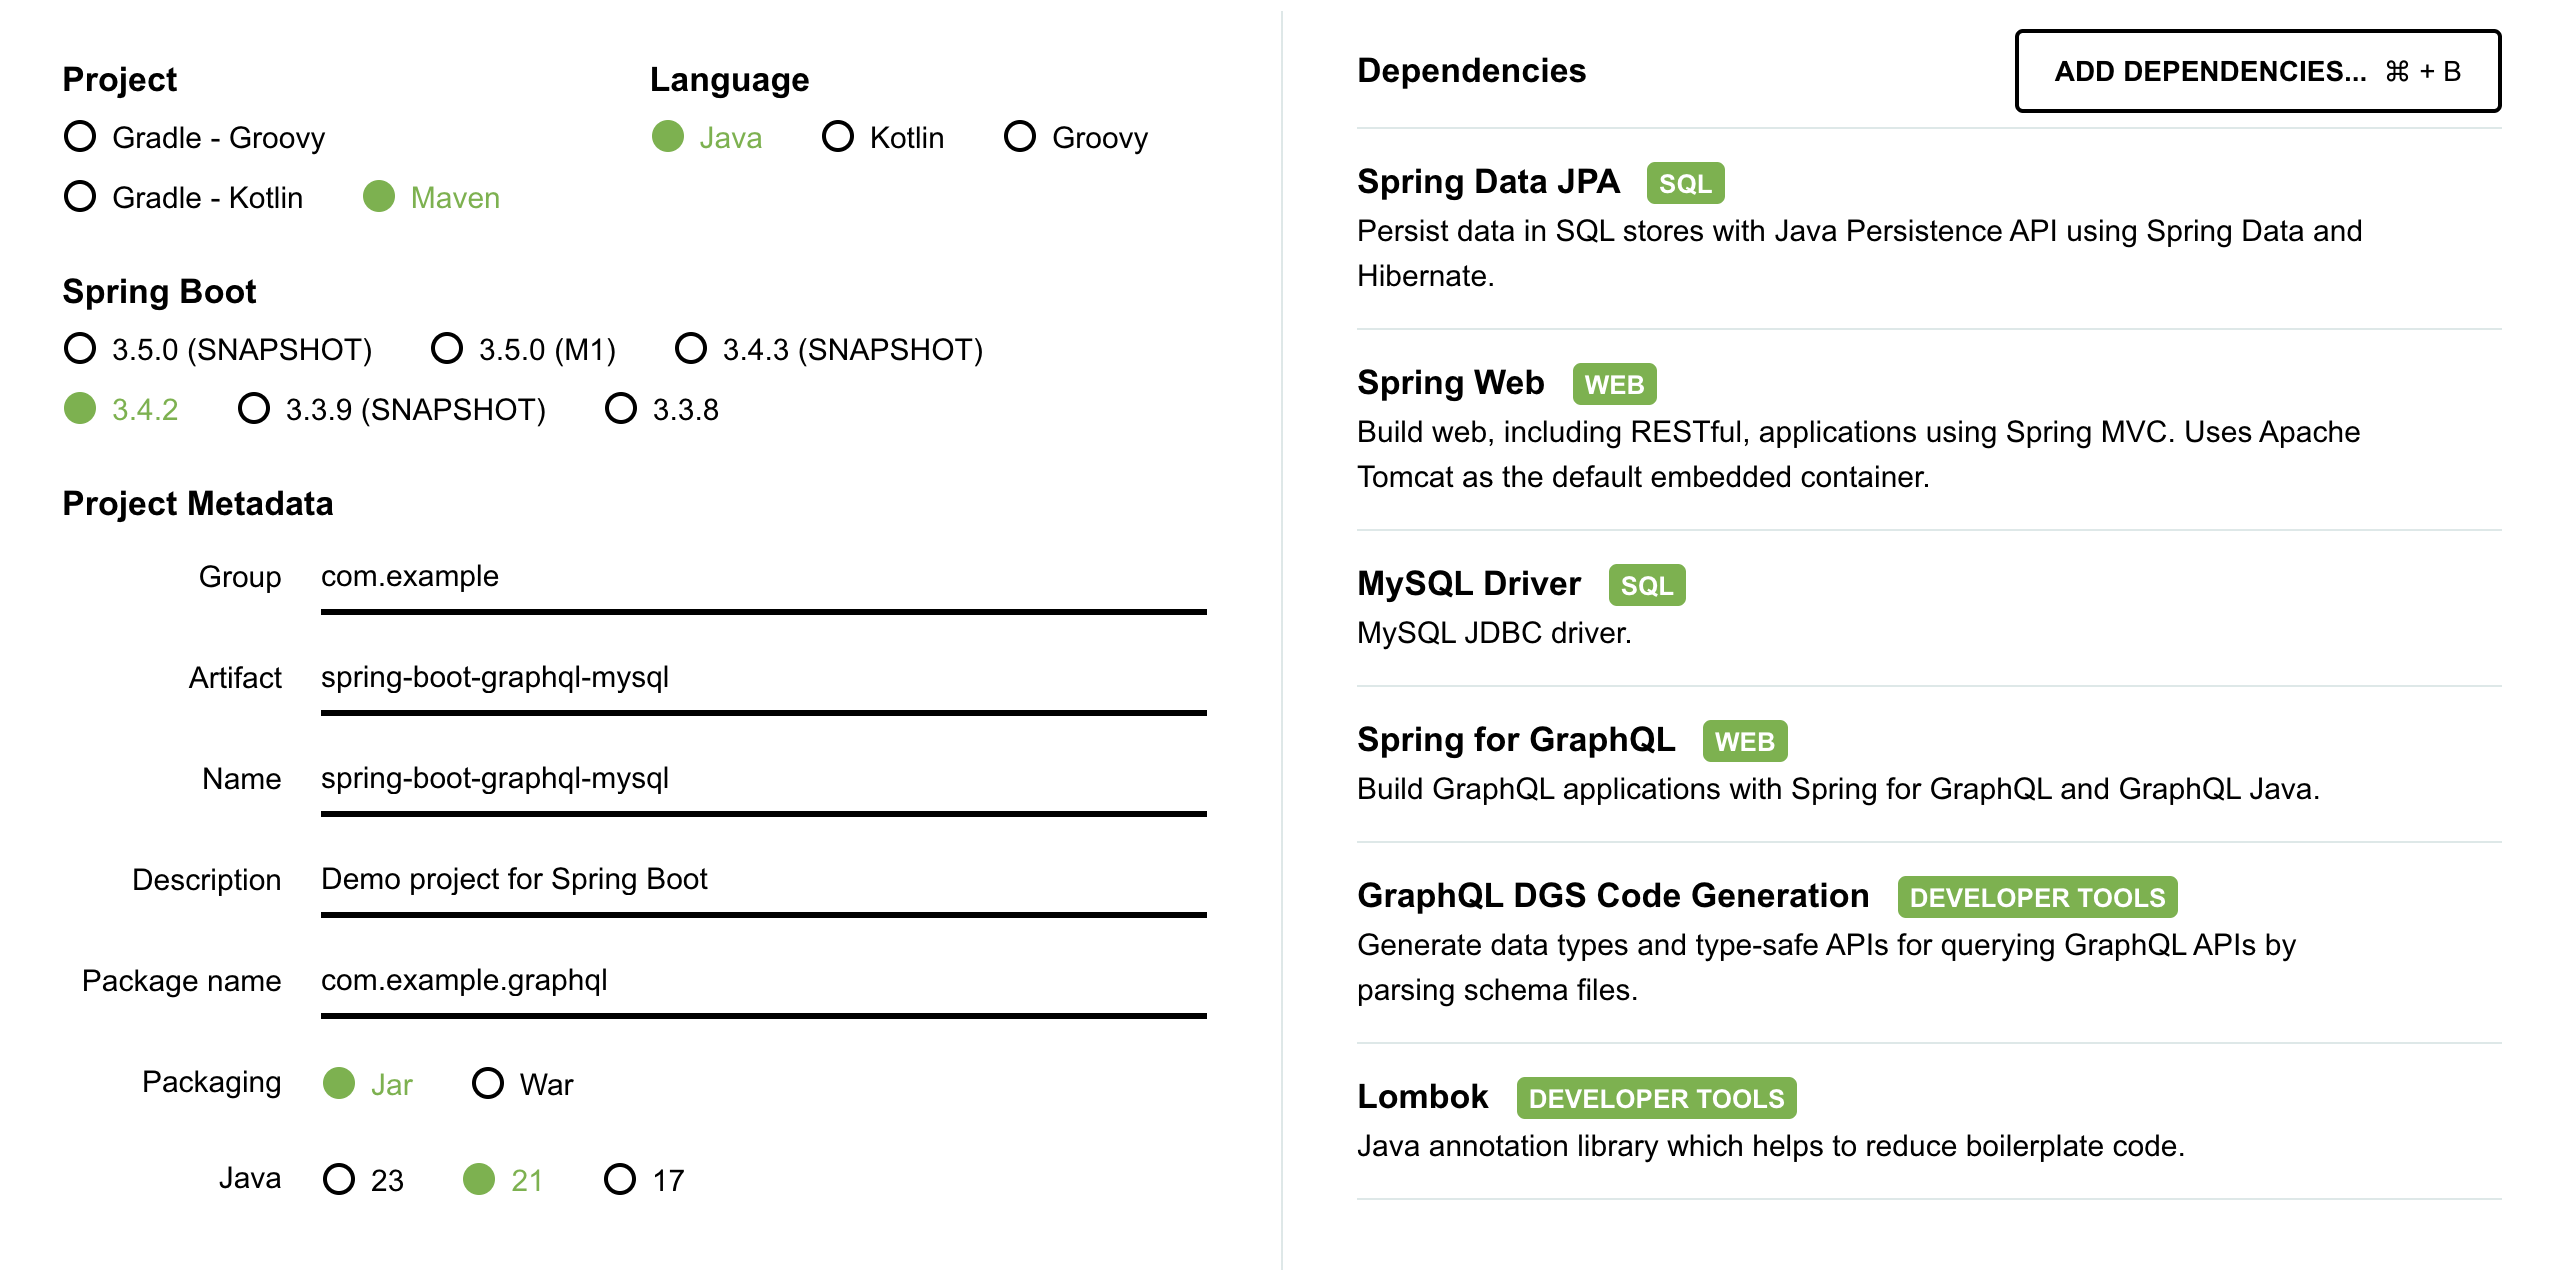 Project
Gradle - Groovy
Gradle - Kotlin Maven
Language
Java Kotlin Groovy
Spring Boot
3.5.0 (SNAPSHOT) 3.5.0 (M1) 3.4.3 (SNAPSHOT)
3.4.2 3.3.9 (SNAPSHOT) 3.3.8
Project Metadata
Group com.example
Artifact spring-boot-graphql-mysql
Name spring-boot-graphql-mysql
Description Demo project for Spring Boot
Package name com.example.graphql
Packaging Jar War
Java 23 21 17
Dependencies ADD DEPENDENCIES... ⌘ + B
Spring Data JPA SQL
Persist data in SQL stores with Java Persistence API using Spring Data and
Hibernate.
Spring Web WEB
Build web, including RESTful, applications using Spring MVC. Uses Apache
Tomcat as the default embedded container.
MySQL Driver SQL
MySQL JDBC driver.
Spring for GraphQL WEB
Build GraphQL applications with Spring for GraphQL and GraphQL Java.
GraphQL DGS Code Generation DEVELOPER TOOLS
Generate data types and type-safe APIs for querying GraphQL APIs by
parsing schema files.
Lombok DEVELOPER TOOLS
Java annotation library which helps to reduce boilerplate code.